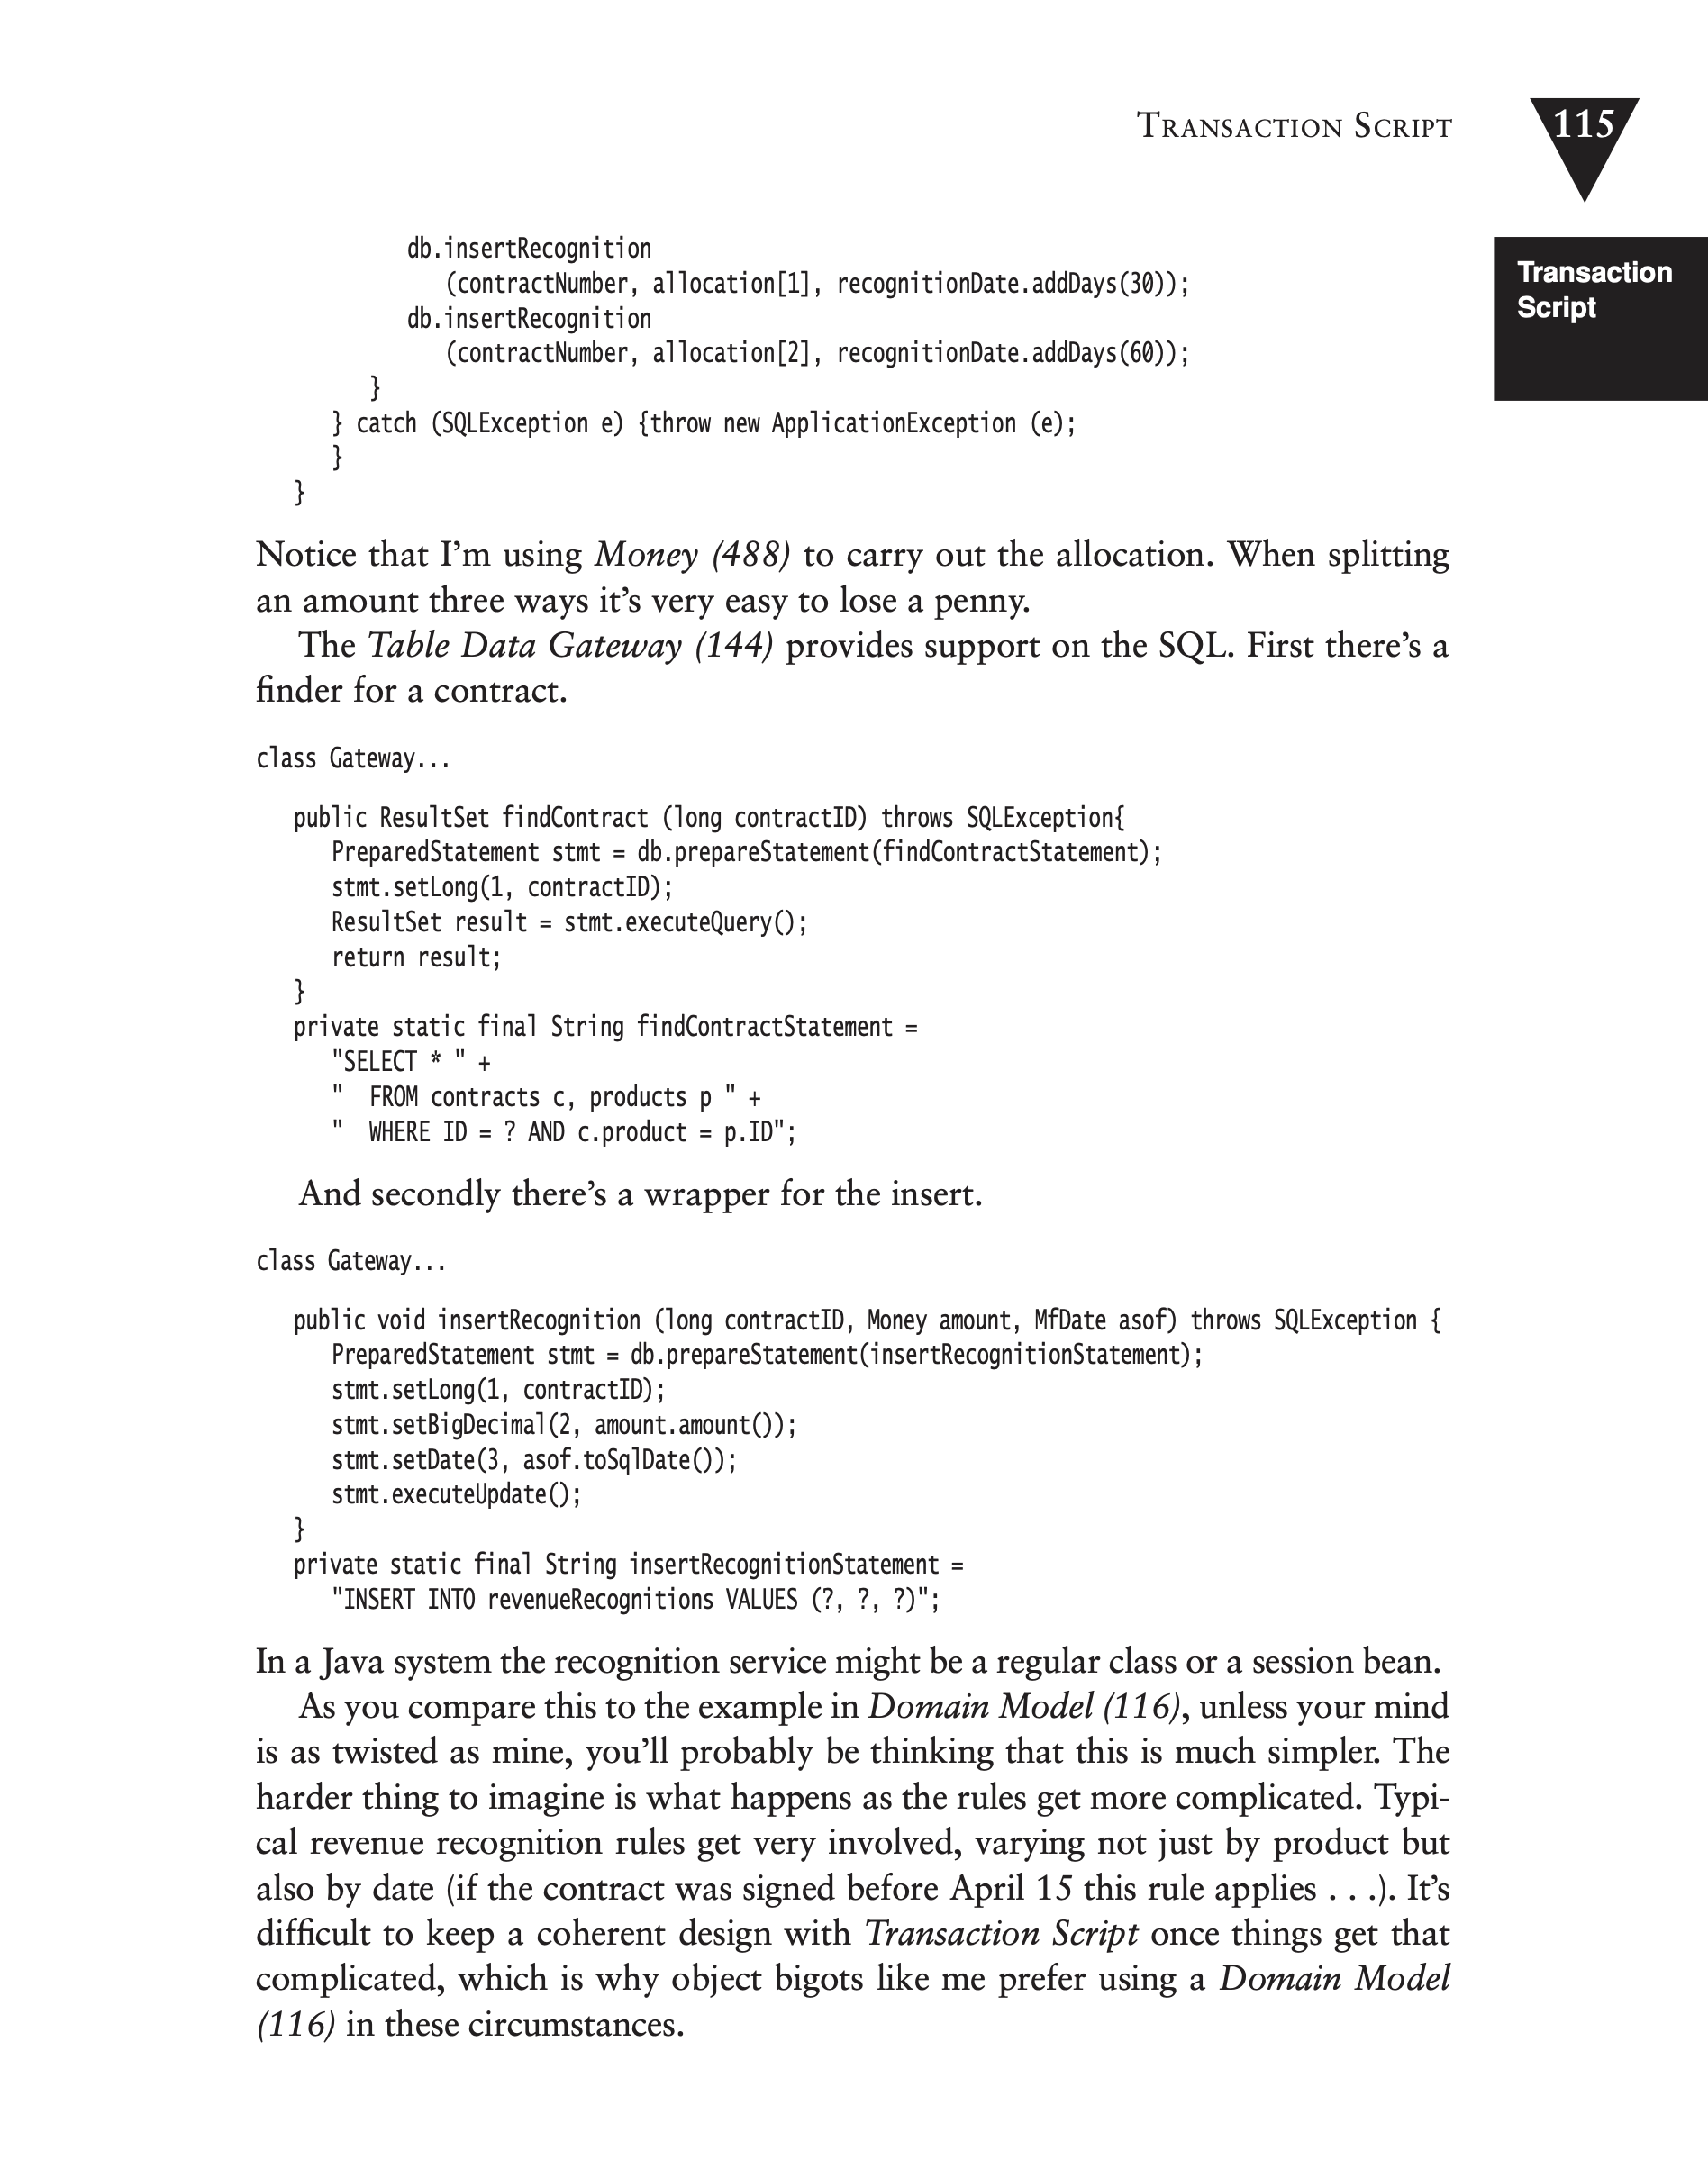 TRANSACTION SCRIPT
115
Transaction
Script
db.insertRecognition
(contractNumber, allocation[1], recognitionDate.addDays(30));
db.insertRecognition
(contractNumber, allocation[2], recognitionDate.addDays(60));
}
} catch (SQLException e) {throw new ApplicationException (e);
}
}
Notice that I’m using Money (488) to carry out the allocation. When splitting
an amount three ways it’s very easy to lose a penny.
The Table Data Gateway (144) provides support on the SQL. First there’s a
finder for a contract.
class Gateway...
public ResultSet findContract (long contractID) throws SQLException{
PreparedStatement stmt = db.prepareStatement(findContractStatement);
stmt.setLong(1, contractID);
ResultSet result = stmt.executeQuery();
return result;
}
private static final String findContractStatement =
"SELECT * " +
"  FROM contracts c, products p " +
"  WHERE ID = ? AND c.product = p.ID";
And secondly there’s a wrapper for the insert.
class Gateway...
public void insertRecognition (long contractID, Money amount, MfDate asof) throws SQLException {
PreparedStatement stmt = db.prepareStatement(insertRecognitionStatement);
stmt.setLong(1, contractID);
stmt.setBigDecimal(2, amount.amount());
stmt.setDate(3, asof.toSqlDate());
stmt.executeUpdate();
}
private static final String insertRecognitionStatement =
"INSERT INTO revenueRecognitions VALUES (?, ?, ?)";
In a Java system the recognition service might be a regular class or a session bean.
As you compare this to the example in Domain Model (116), unless your mind
is as twisted as mine, you’ll probably be thinking that this is much simpler. The
harder thing to imagine is what happens as the rules get more complicated. Typi-
cal revenue recognition rules get very involved, varying not just by product but
also by date (if the contract was signed before April 15 this rule applies . . .). It’s
difficult to keep a coherent design with Transaction Script once things get that
complicated, which is why object bigots like me prefer using a Domain Model
(116) in these circumstances.